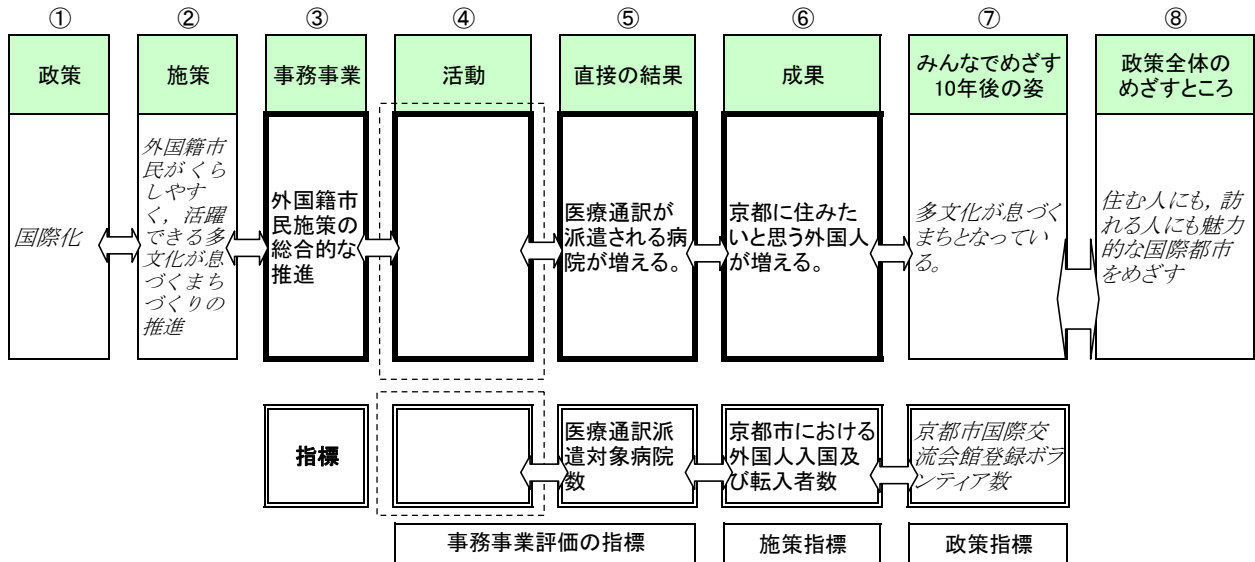 ①
②
③
④
⑤
⑥
⑦
⑧
政策
施策
事務事業
活動
直接の結果
成果
みんなでめざす
10年後の姿
政策全体の
めざすところ
国際化
外国籍市
民がくら
しやす
く，活躍
できる多
文化が息
づくまち
づくりの
推進
外国籍市
民施策の
総合的な
推進
医療通訳が
派遣される病
院が増える。
京都に住みた
いと思う外国人
が増える。
多文化が息づく
まちとなってい
る。
住む人にも，訪
れる人にも魅力
的な国際都市
をめざす
指標
医療通訳派
遣対象病院
数
京都市における
外国人入国及
び転入者数
京都市国際交
流会館登録ボラ
ンティア数
事務事業評価の指標
施策指標
政策指標